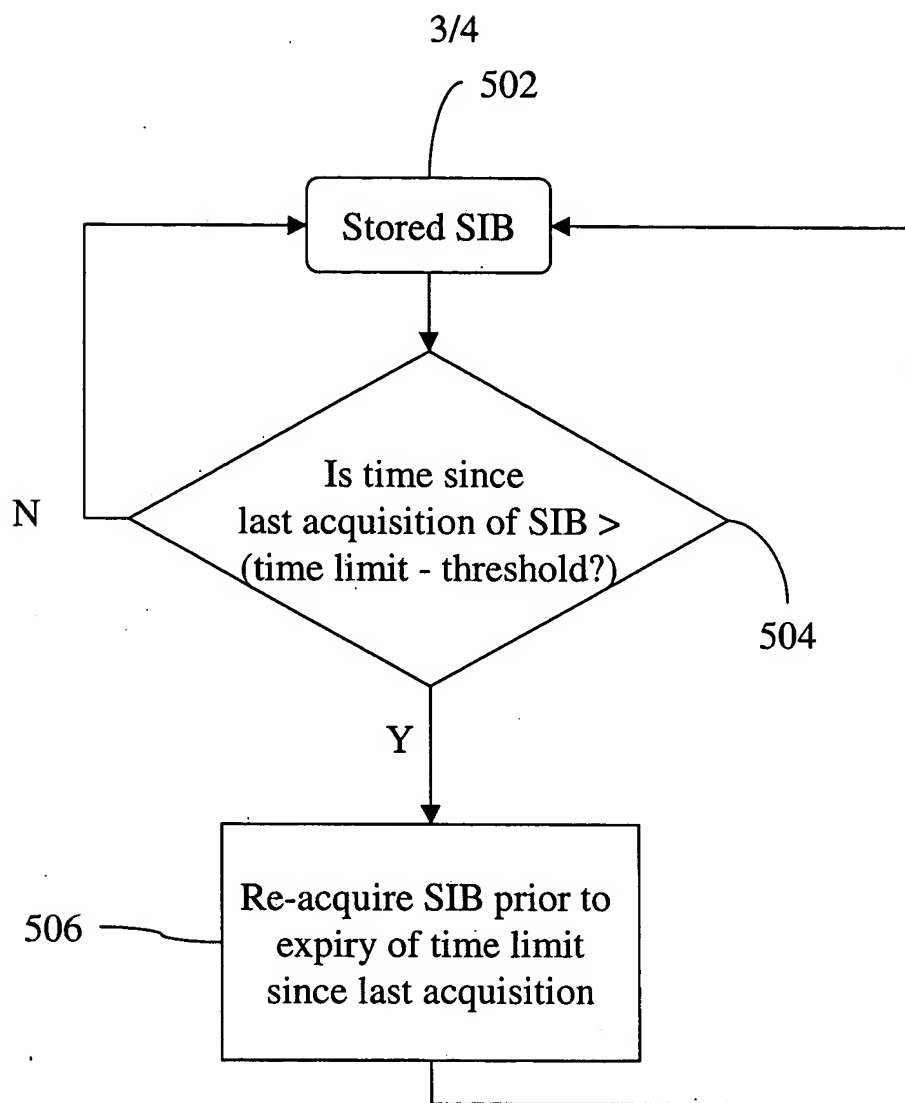 3/4
502
Stored SIB
Is time since
last acquisition of SIB >
(time limit - threshold?)
N
504
Y
Re-acquire SIB prior to
expiry of time limit
since last acquisition
506